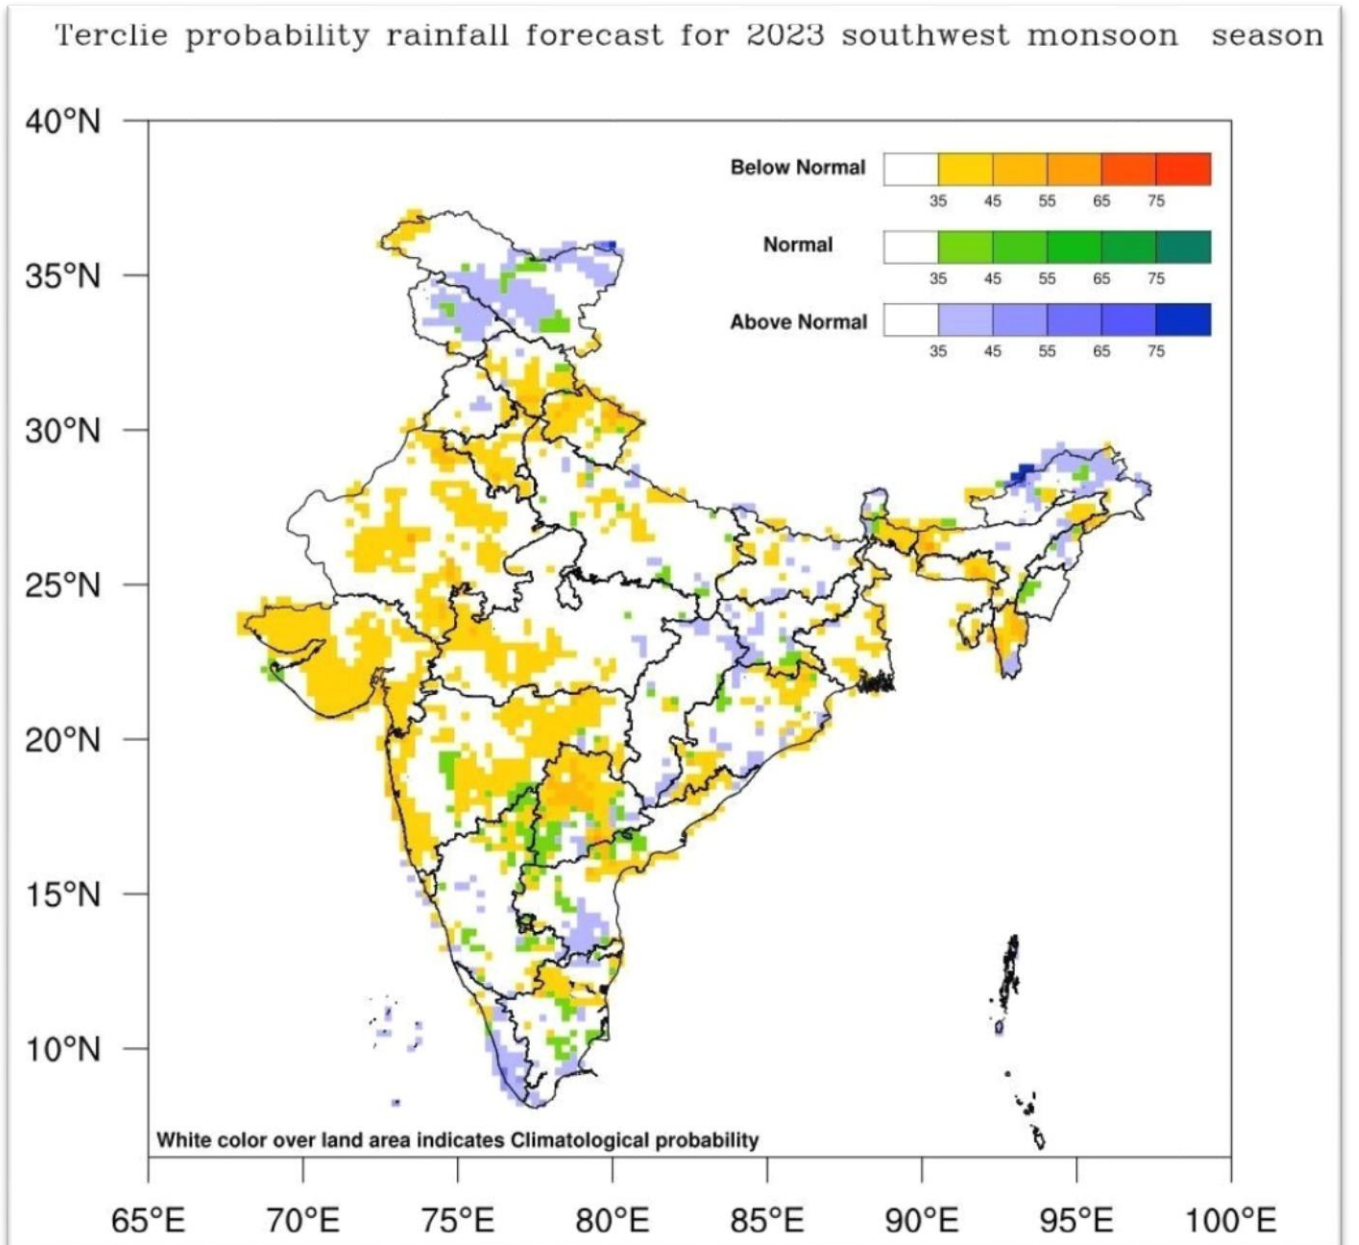 Terclie probability rainfall forecast for 2023 southwest monsoon season
40°N
35°N
30°N
25°N
20°N
15°N
10°N
Below Normal
35 45 55 65 75
Normal
35 45 55 65 75
Above Normal
35 45 55 65 75
White color over land area indicates Climatological probability
65°E 70°E 75°E 80°E 85°E 90°E 95°E 100°E